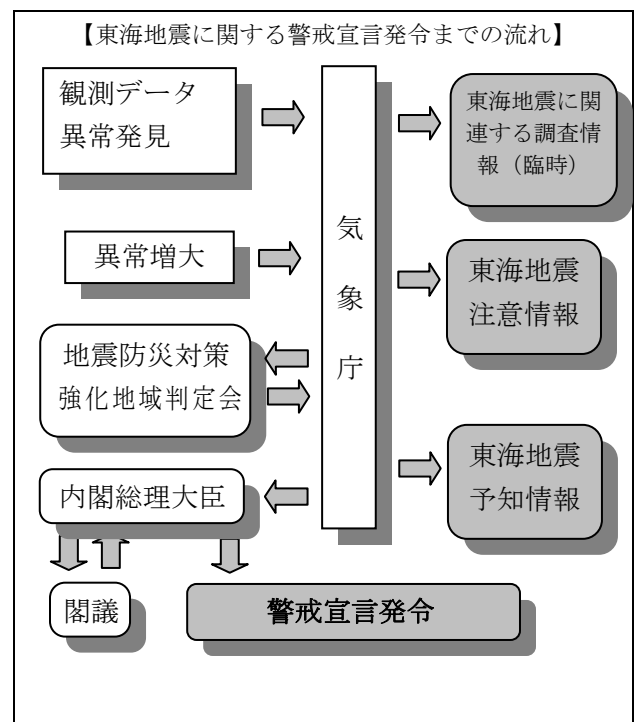 【東海地震に関する警戒宣言発令までの流れ】
観測データ
異常発見
東海地震に関
連する調査情
報（臨時）
気象庁
異常増大
東海地震
注意情報
地震防災対策
強化地域判定会
東海地震
予知情報
内閣総理大臣
閣議
警戒宣言発令